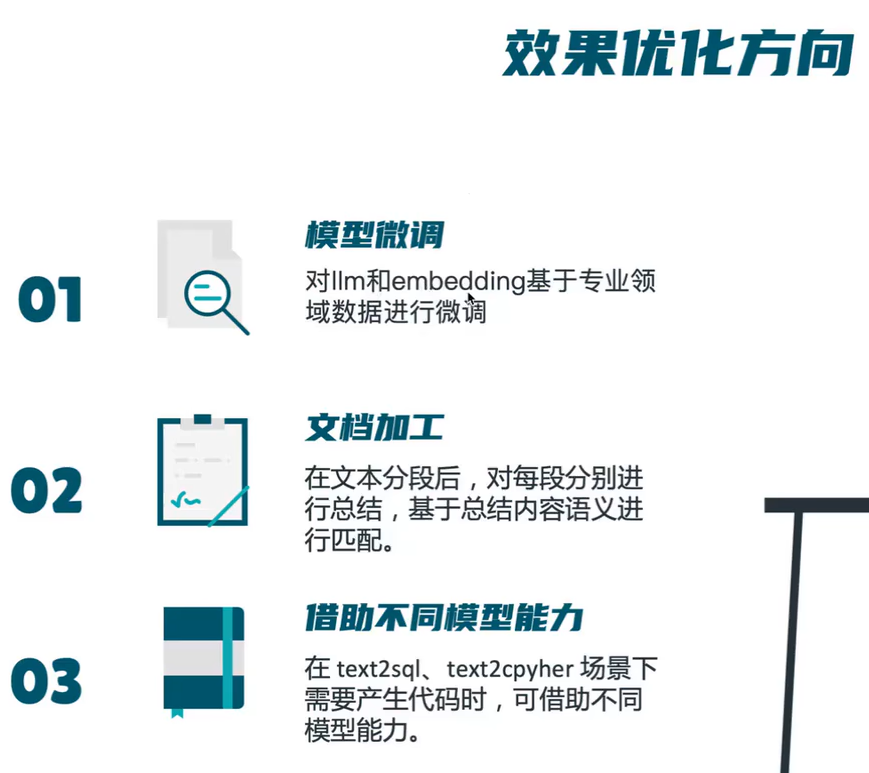 效果优化方向
01
模型微调
对llm和embedding基于专业领
域数据进行微调
02
文档加工
在文本分段后，对每段分别进
行总结，基于总结内容语义进
行匹配。
03
借助不同模型能力
在 text2sql、text2cpyher 场景下
需要产生代码时，可借助不同
模型能力。